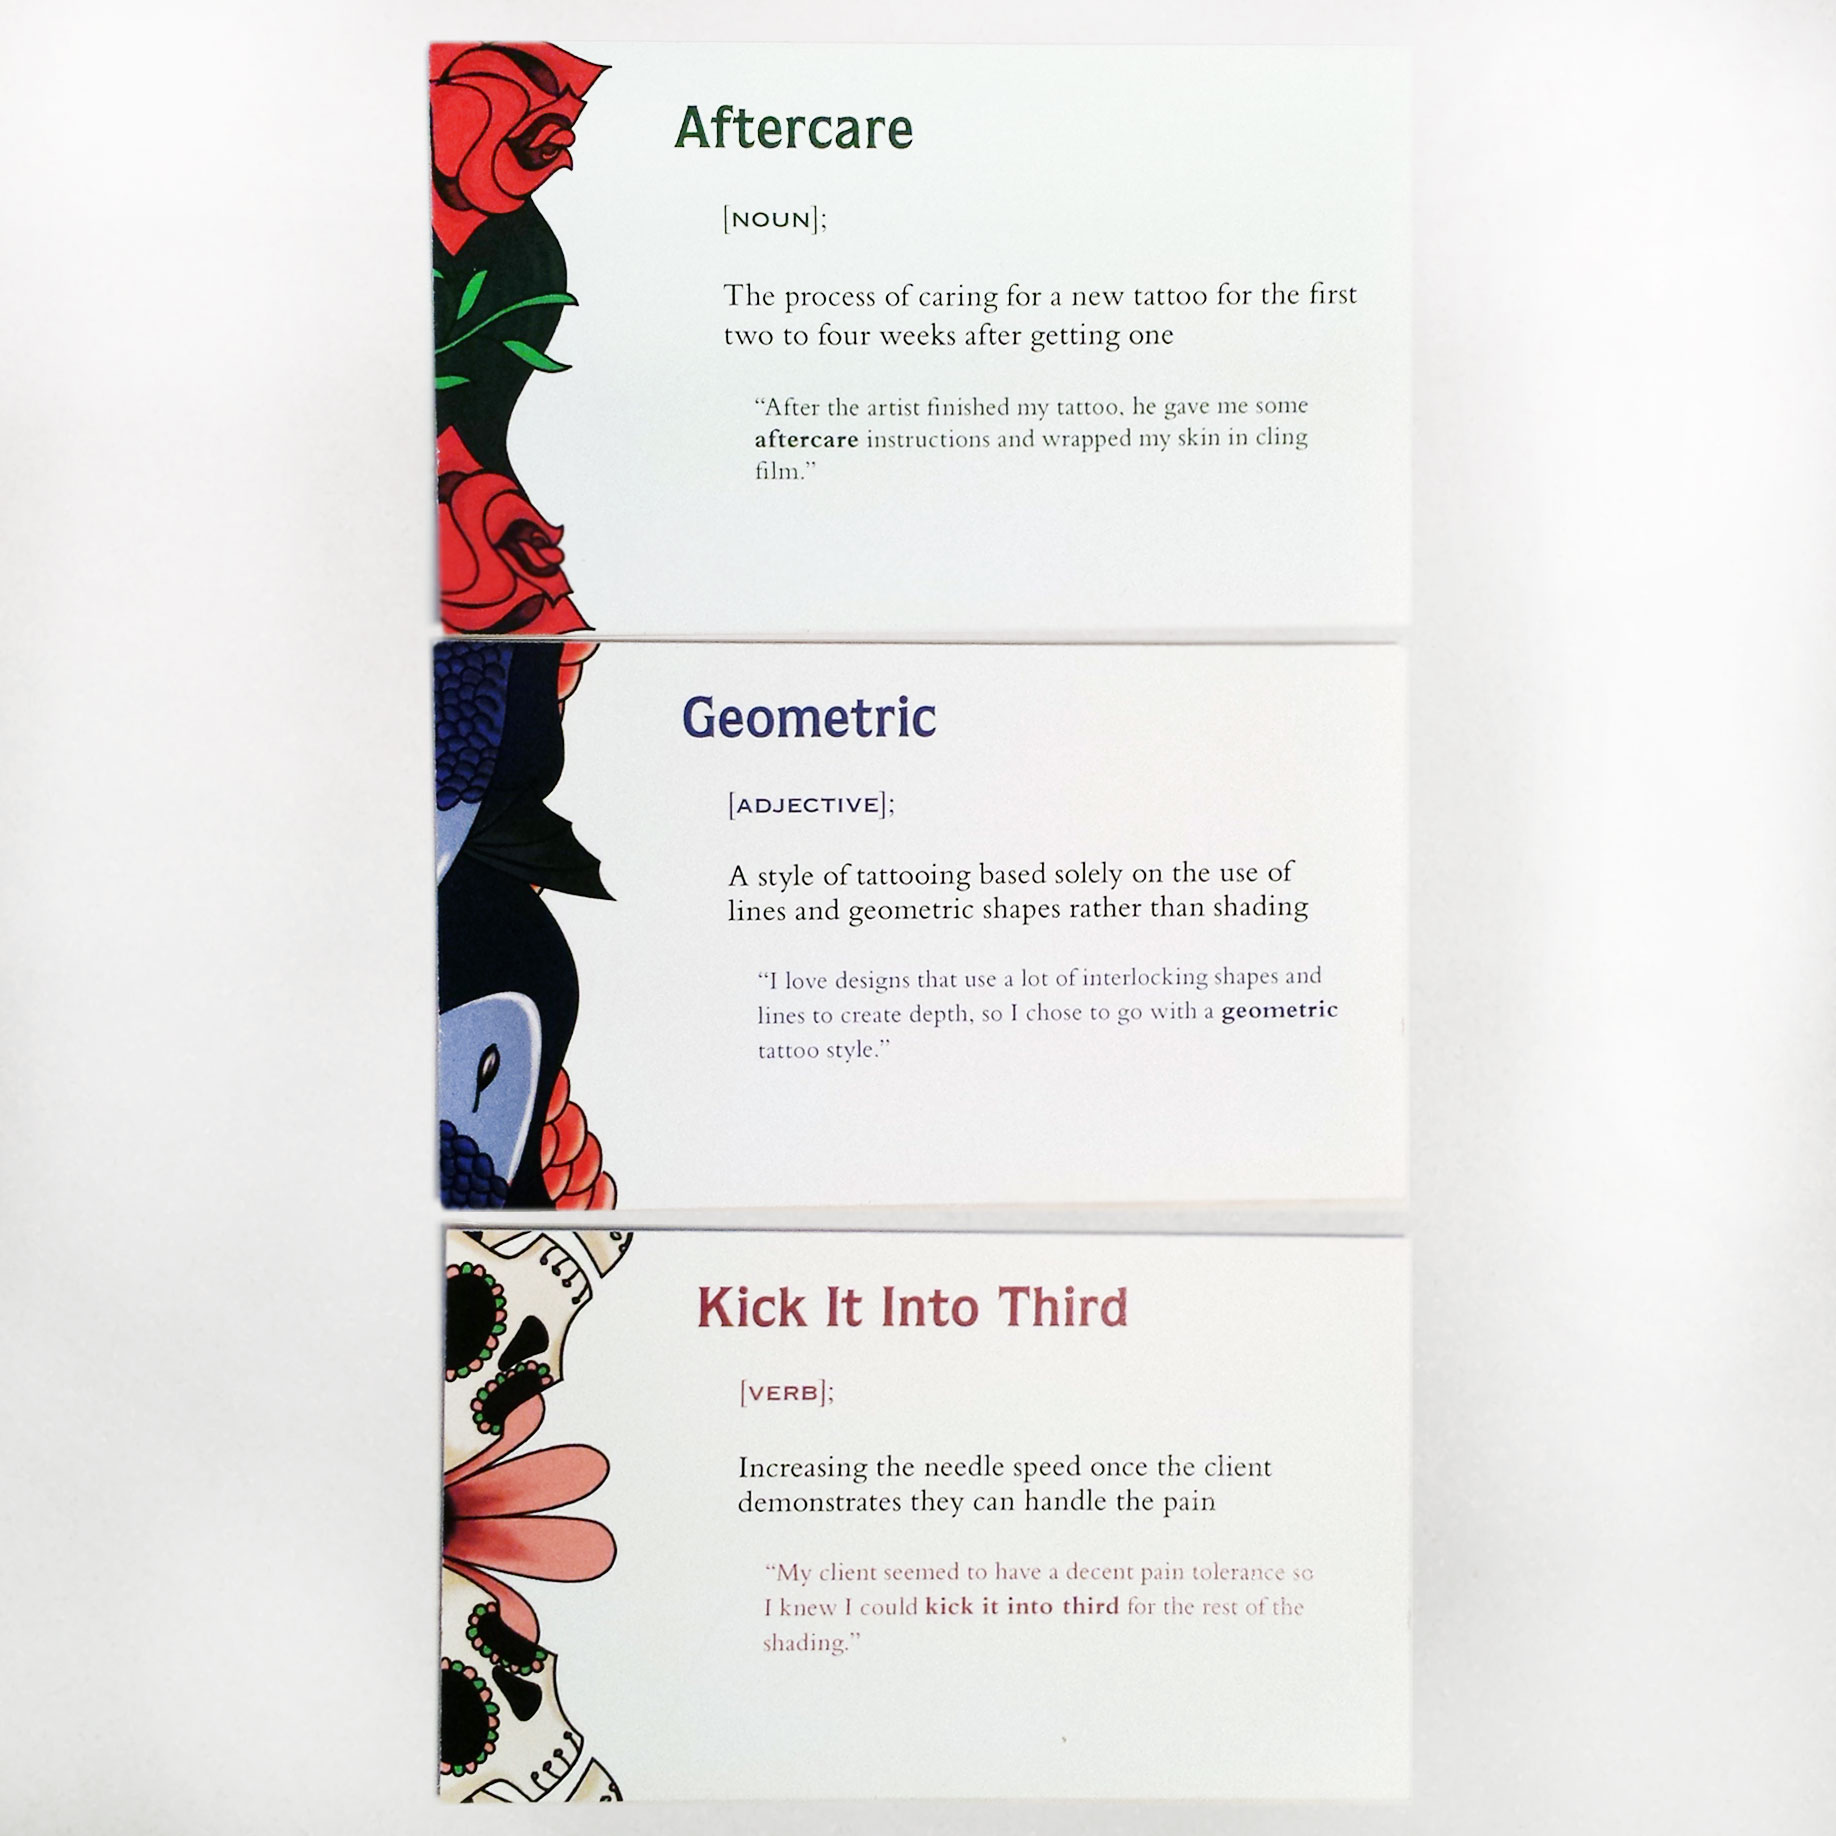 Aftercare
[NOUN];
The process of caring for a new tattoo for the first
two to four weeks after getting one
“After the artist finished my tattoo, he gave me some
aftercare instructions and wrapped my skin in cling
film.”
Geometric
[ADJECTIVE];
A style of tattooing based solely on the use of
lines and geometric shapes rather than shading
“I love designs that use a lot of interlocking shapes and
lines to create depth, so I chose to go with a geometric
tattoo style.”
Kick It Into Third
[VERB];
Increasing the needle speed once the client
demonstrates they can handle the pain
“My client seemed to have a decent pain tolerance so
I knew I could kick it into third for the rest of the
shading.”